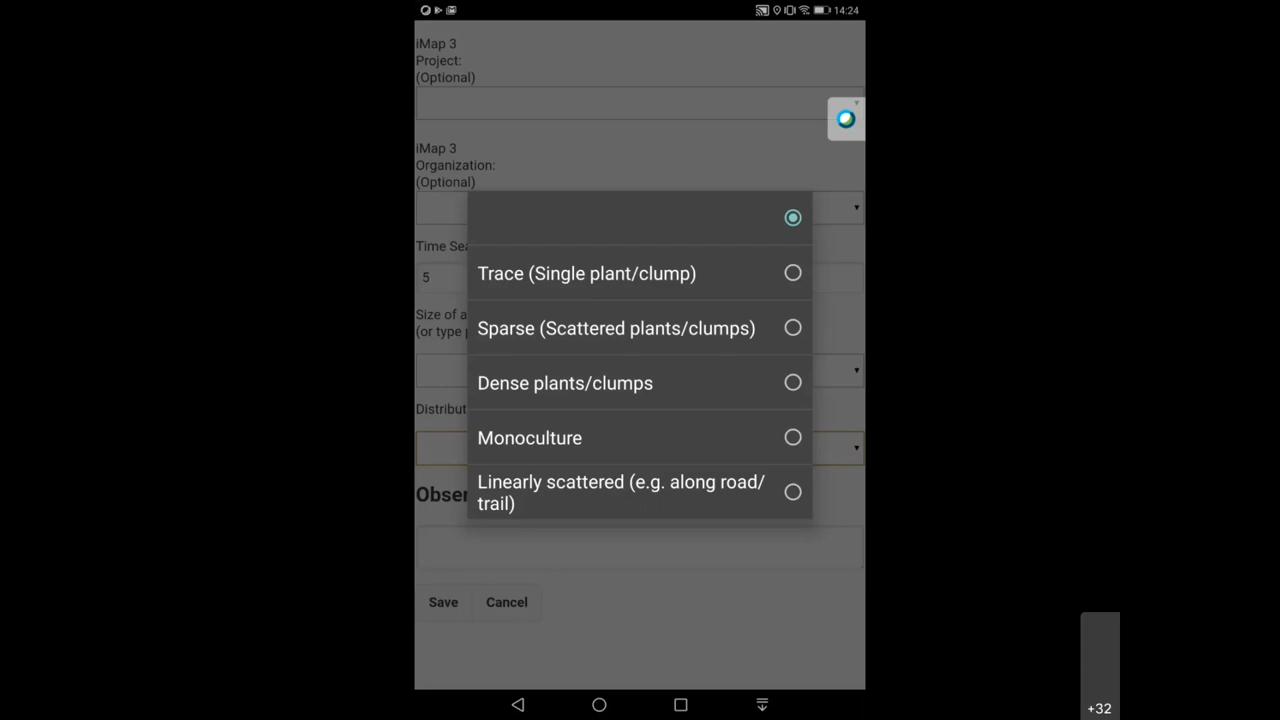 14:24
iMap 3
Project:
(Optional)
iMap 3
Organization:
(Optional)
Time Sea
5
Size of a
(or type
Distribut
Trace (Single plant/clump)
Sparse (Scattered plants/clumps)
Dense plants/clumps
Monoculture
Linearly scattered (e.g. along road/
trail)
Obser
Save Cancel
+32